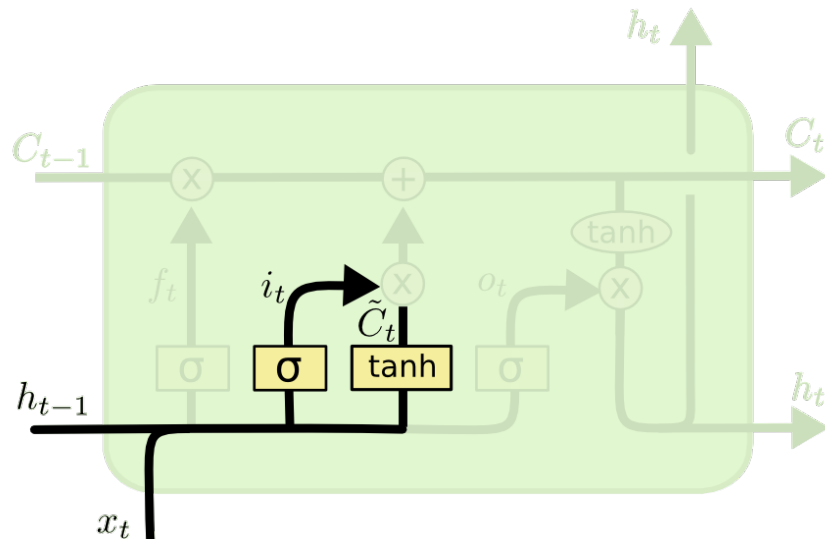 h_t
C_{t-1}
x
+
C_t
tanh
f_t
i_t
x
o_t
x
C̃_t
σ
σ
tanh
σ
h_{t-1}
h_t
x_t